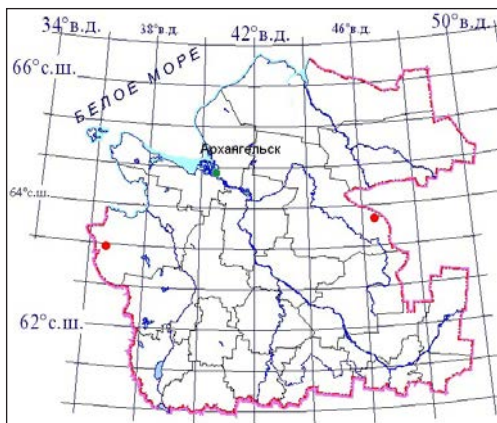 34°в.д.
38°в.д.
42°в.д.
46°в.д.
50°в.д.
66°с.ш.
БЕЛОЕ МОРЕ
Архангельск
64°с.ш.
62°с.ш.